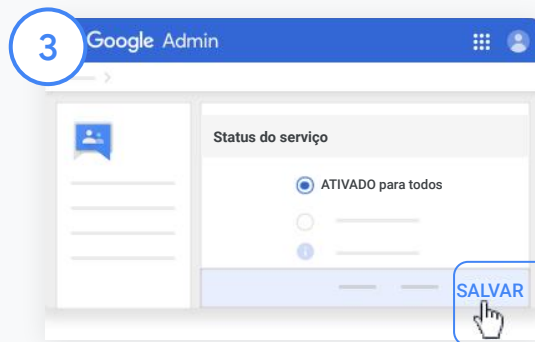 3
Google Admin
Status do serviço
ATIVADO para todos
SALVAR